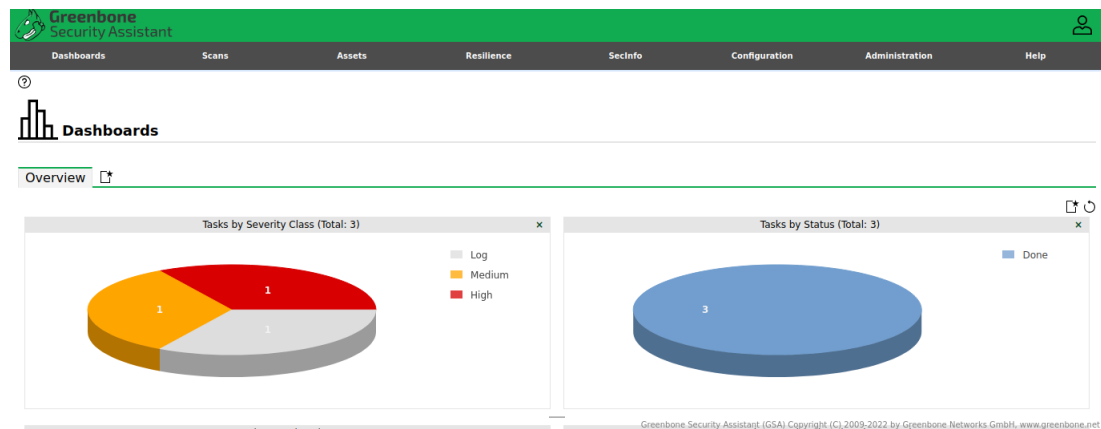 Greenbone
Security Assistant
Dashboards Scans Assets Resilience SecInfo Configuration Administration Help
Dashboards
Overview
Tasks by Severity Class (Total: 3) ×
1
1
1
Log
Medium
High
Tasks by Status (Total: 3) ×
3
Done
Greenbone Security Assistant (GSA) Copyright (C) 2009-2022 by Greenbone Networks GmbH, www.greenbone.net